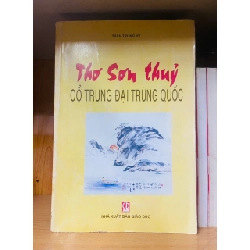 Thơ Sơn thuỷ
CỔ TRUNG ĐẠI TRUNG QUỐC
NHÀ XUẤT BẢN GIÁO DỤC